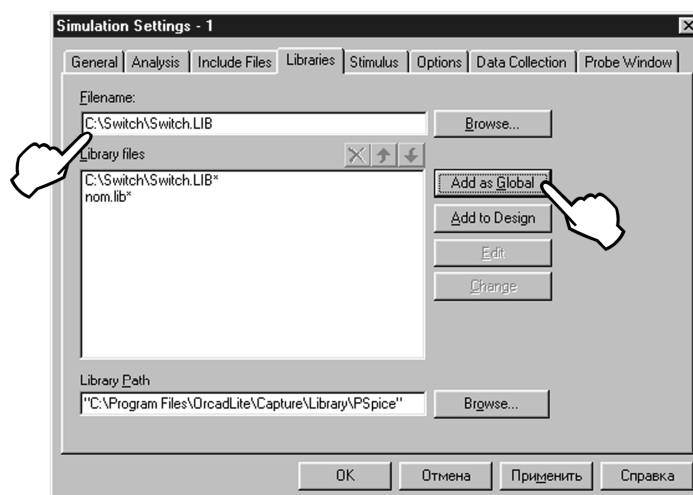 Simulation Settings - 1
General Analysis Include Files Libraries Stimulus Options Data Collection Probe Window
Filename:
C:\Switch\Switch.LIB
Browse...
Library files
C:\Switch\Switch.LIB*
nom.lib*
Add as Global
Add to Design
Edit
Change
Library Path
"C:\Program Files\OrcadLite\Capture\Library\PSpice"
Browse...
OK Отмена Применить Справка